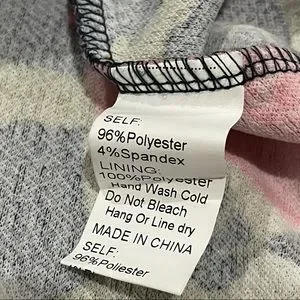 SELF:
96%Polyester
4%Spandex
LINING:
100%Polyester
Hand Wash Cold
Do Not Bleach
Hang Or Line dry
MADE IN CHINA
SELF:
96%Poliester